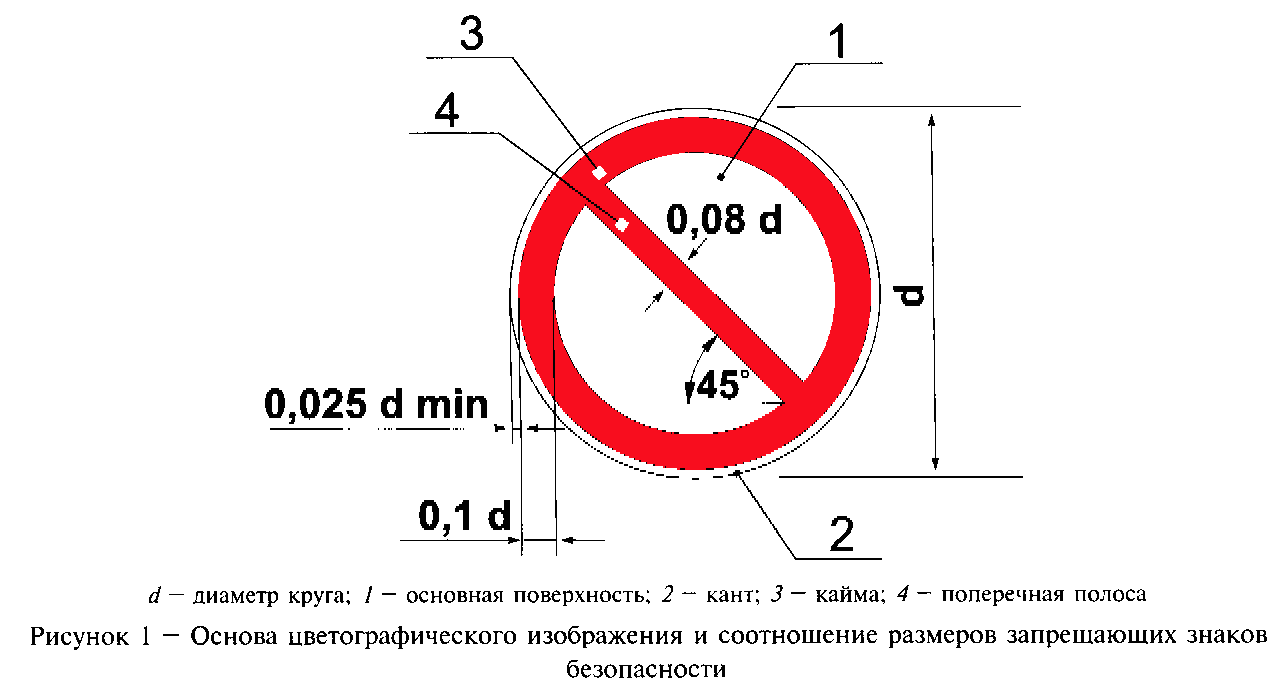 3
1
4
0,08 d
d
45°
0,025 d min
0,1 d
2
d – диаметр круга; 1 – основная поверхность; 2 – кант; 3 – кайма; 4 – поперечная полоса
Рисунок 1 – Основа цветографического изображения и соотношение размеров запрещающих знаков
безопасности